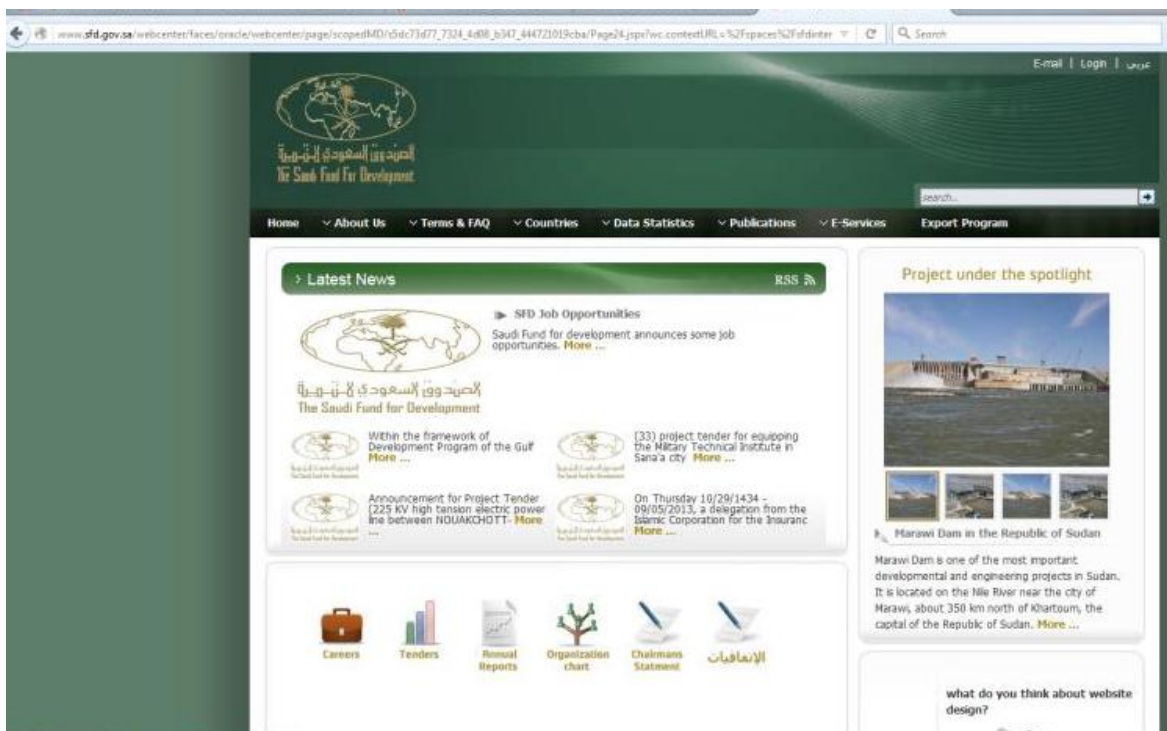 www.sfd.gov.sa/webcenter/faces/oracle/webcenter/page/scopedMD/s5dc73d77_7324_4d08_b347_444721019cba/Page24.jspx?wc.contextURL=%2Fspaces%2Fsfdinter
Search
E-mail | Login | عربي
الصندوق السعودي للتنمية
The Saudi Fund For Development
search...
Home About Us Terms & FAQ Countries Data Statistics Publications E-Services Export Program
Latest News
RSS
SFD Job Opportunities
Saudi Fund for development announces some job
opportunities. More ...
الصندوق السعودي للتنمية
The Saudi Fund for Development
Within the framework of
Development Program of the Gulf
More ...
(33) project tender for equipping
the Military Technical Institute in
Sana'a city More ...
Announcement for Project Tender
(225 KV high tension electric power
line between NOUAKCHOTT- More
...
On Thursday 10/29/1434 -
09/05/2013, a delegation from the
Islamic Corporation for the Insuranc
More ...
Careers
Tenders
Annual
Reports
Organization
chart
Chairmans
Statment
الإتفاقيات
Project under the spotlight
Marawi Dam in the Republic of Sudan
Marawi Dam is one of the most important
developmental and engineering projects in Sudan.
It is located on the Nile River near the city of
Marawi, about 350 km north of Khartoum, the
capital of the Republic of Sudan. More ...
what do you think about website
design?